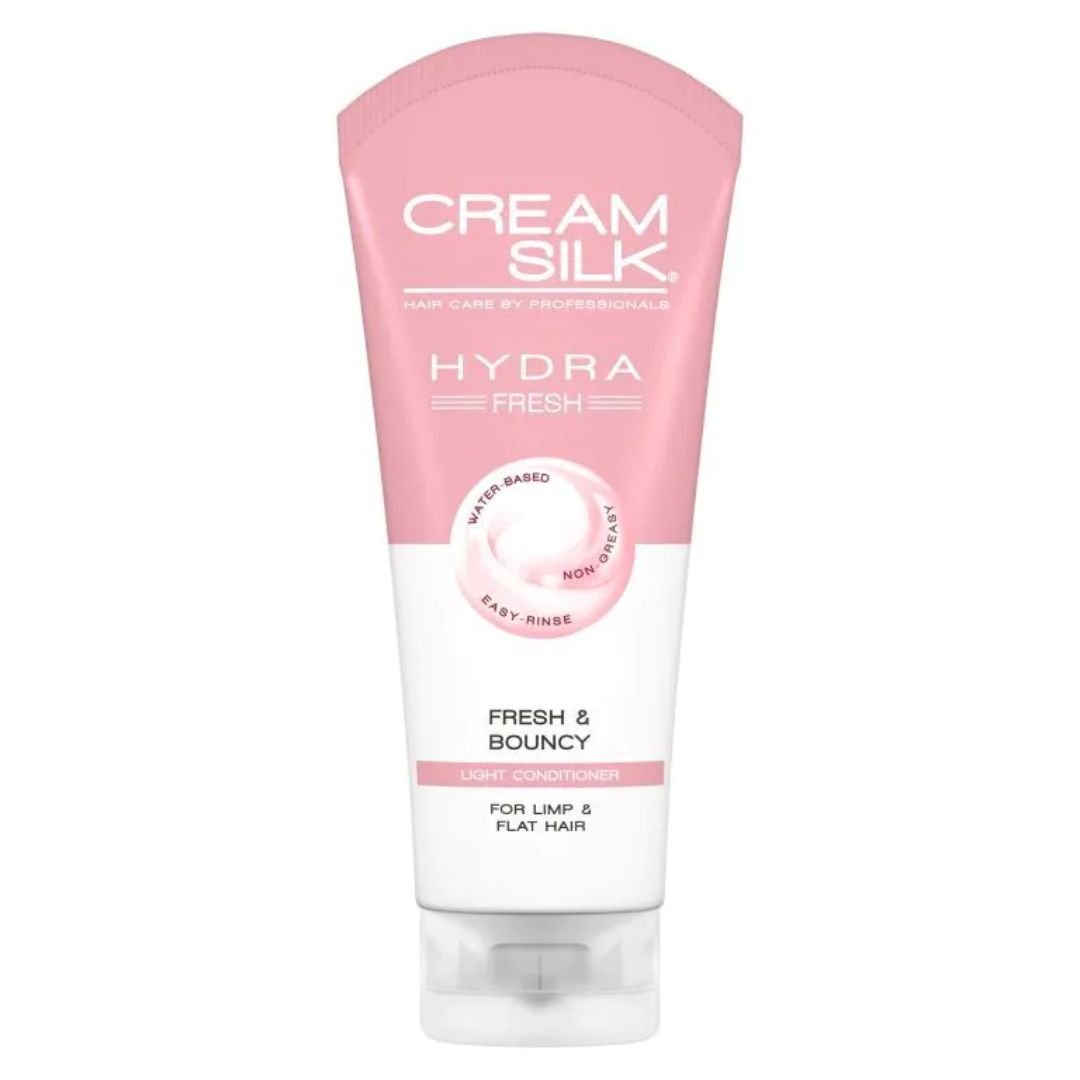 CREAM
SILK®
HAIR CARE BY PROFESSIONALS
HYDRA
FRESH
WATER-BASED
NON-GREASY
EASY-RINSE
FRESH &
BOUNCY
LIGHT CONDITIONER
FOR LIMP &
FLAT HAIR